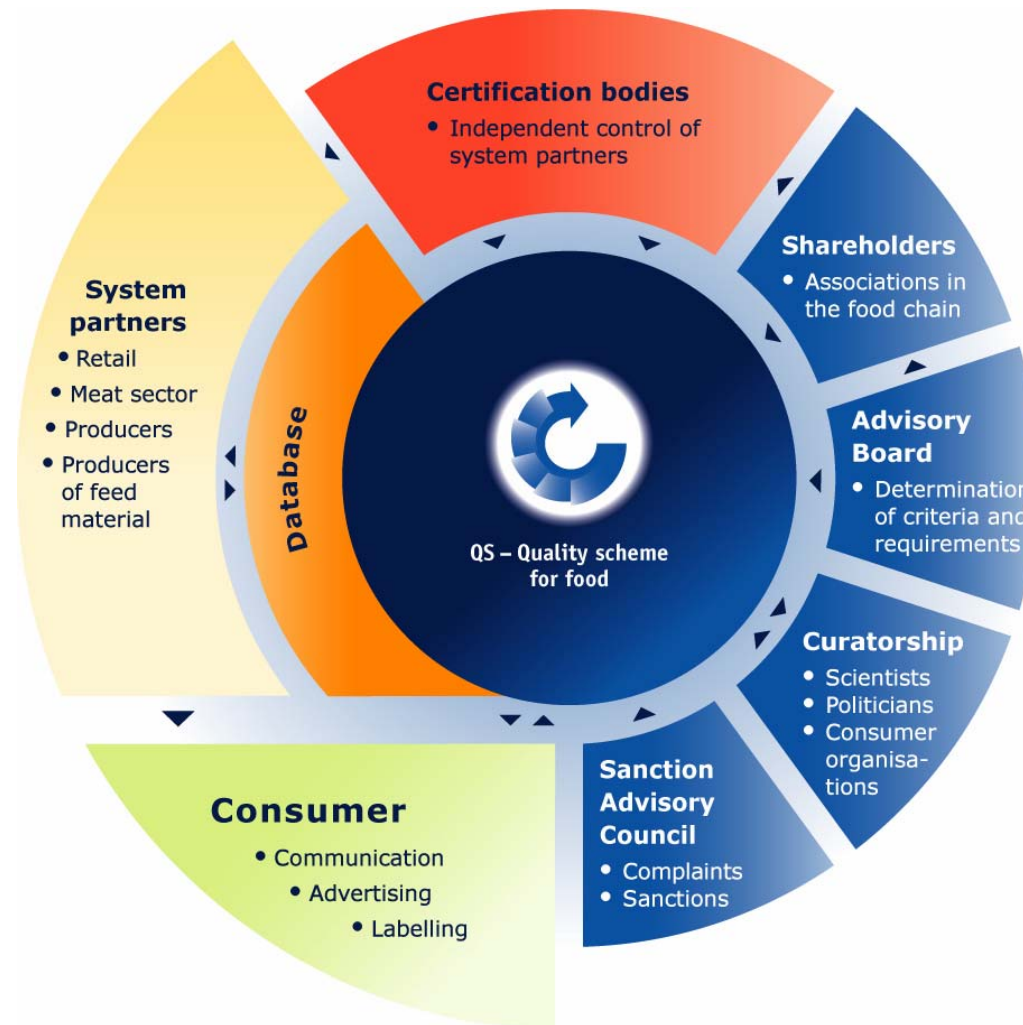 Certification bodies
• Independent control of
system partners
Shareholders
• Associations in
the food chain
Advisory
Board
• Determination
of criteria and
requirements
Curatorship
• Scientists
• Politicians
• Consumer
organisa-
tions
Sanction
Advisory
Council
• Complaints
• Sanctions
Consumer
• Communication
• Advertising
• Labelling
System
partners
• Retail
• Meat sector
• Producers
• Producers
of feed
material
Database
QS – Quality scheme
for food